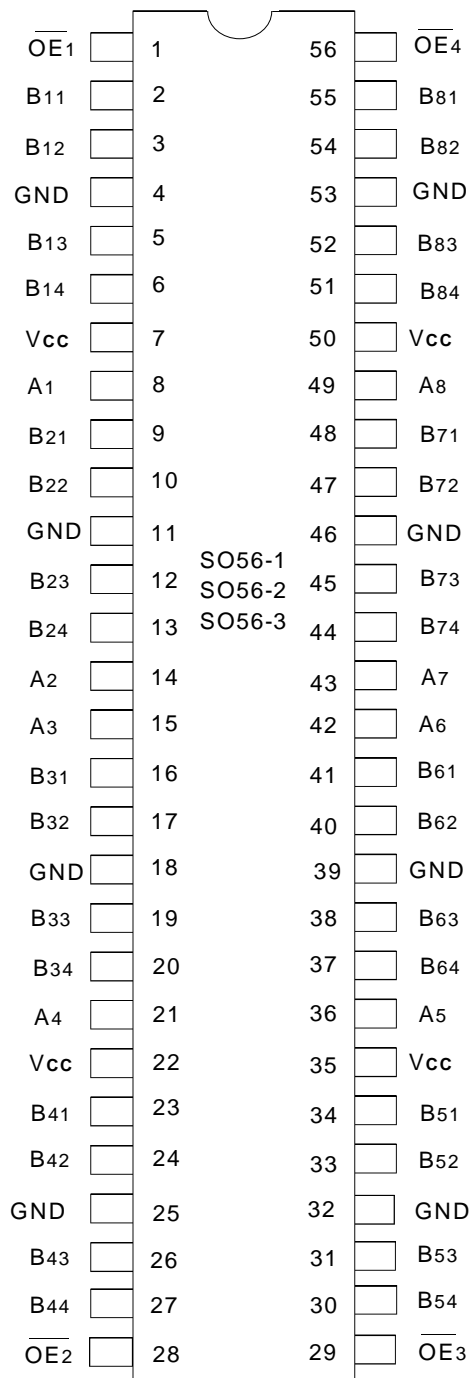 OE1 1 56 OE4
B11 2 55 B81
B12 3 54 B82
GND 4 53 GND
B13 5 52 B83
B14 6 51 B84
Vcc 7 50 Vcc
A1 8 49 A8
B21 9 48 B71
B22 10 47 B72
GND 11 46 GND
SO56-1
B23 12 45 B73
SO56-2
SO56-3
B24 13 44 B74
A2 14 43 A7
A3 15 42 A6
B31 16 41 B61
B32 17 40 B62
GND 18 39 GND
B33 19 38 B63
B34 20 37 B64
A4 21 36 A5
Vcc 22 35 Vcc
B41 23 34 B51
B42 24 33 B52
GND 25 32 GND
B43 26 31 B53
B44 27 30 B54
OE2 28 29 OE3